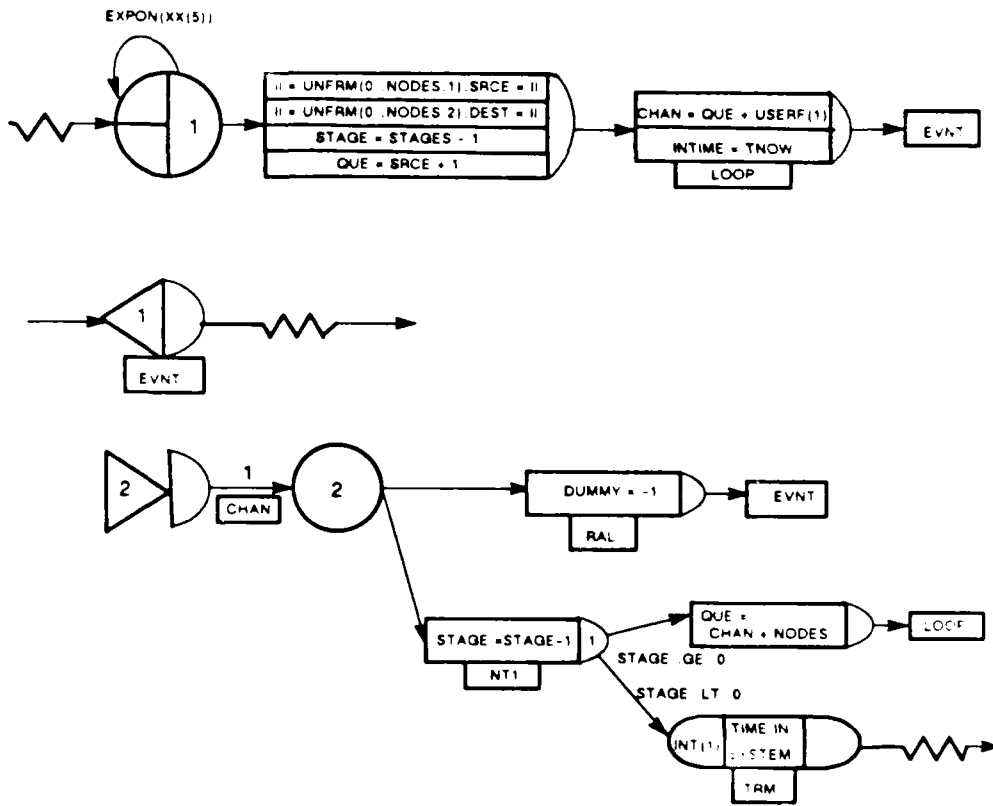 EXPON(XX(5))
1
II = UNFRM(0.,NODES,1),SRCE = II
II = UNFRM(0.,NODES,2),DEST = II
STAGE = STAGES - 1
QUE = SRCE + 1
CHAN = QUE + USERF(1)
INTIME = TNOW
LOOP
EVNT
1
EVNT
2
1
CHAN
2
DUMMY = -1
RAL
EVNT
STAGE =STAGE-1
1
NT1
STAGE .GE. 0
QUE =
CHAN + NODES
LOOP
STAGE .LT. 0
INT(1)
TIME IN
SYSTEM
TRM